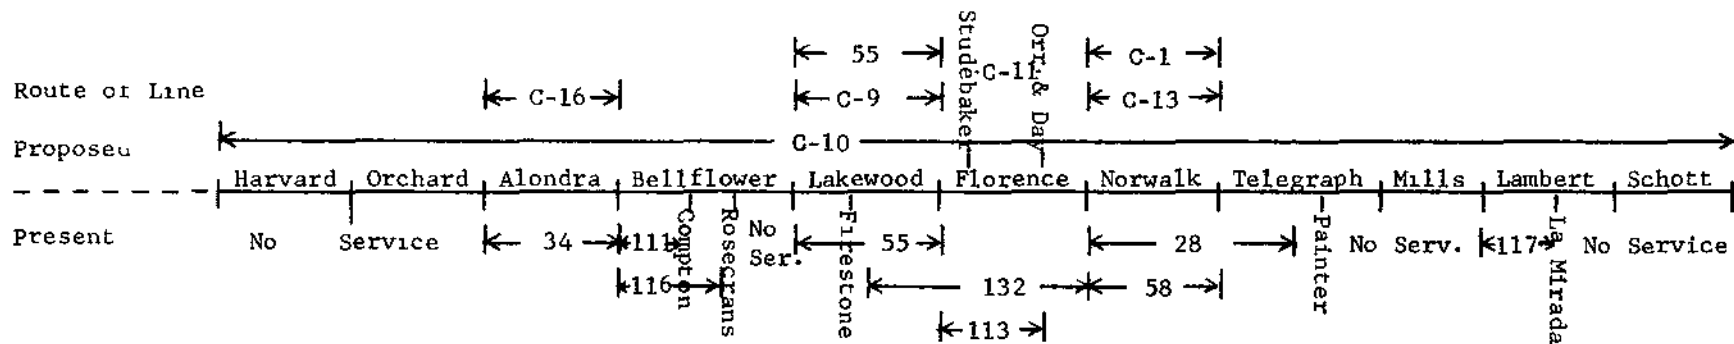 Studebaker
Orr & Day
55
C-11
C-1
Route of Line
C-16
C-9
C-13
Proposed
C-10
Harvard Orchard Alondra Bellflower Lakewood Florence Norwalk Telegraph Mills Lambert Schott
Present
No Service
34
111
Compton
Rosecrans
No
Ser.
Firestone
55
28
Painter
No Serv.
117
La Mirada
No Service
116
132
58
113